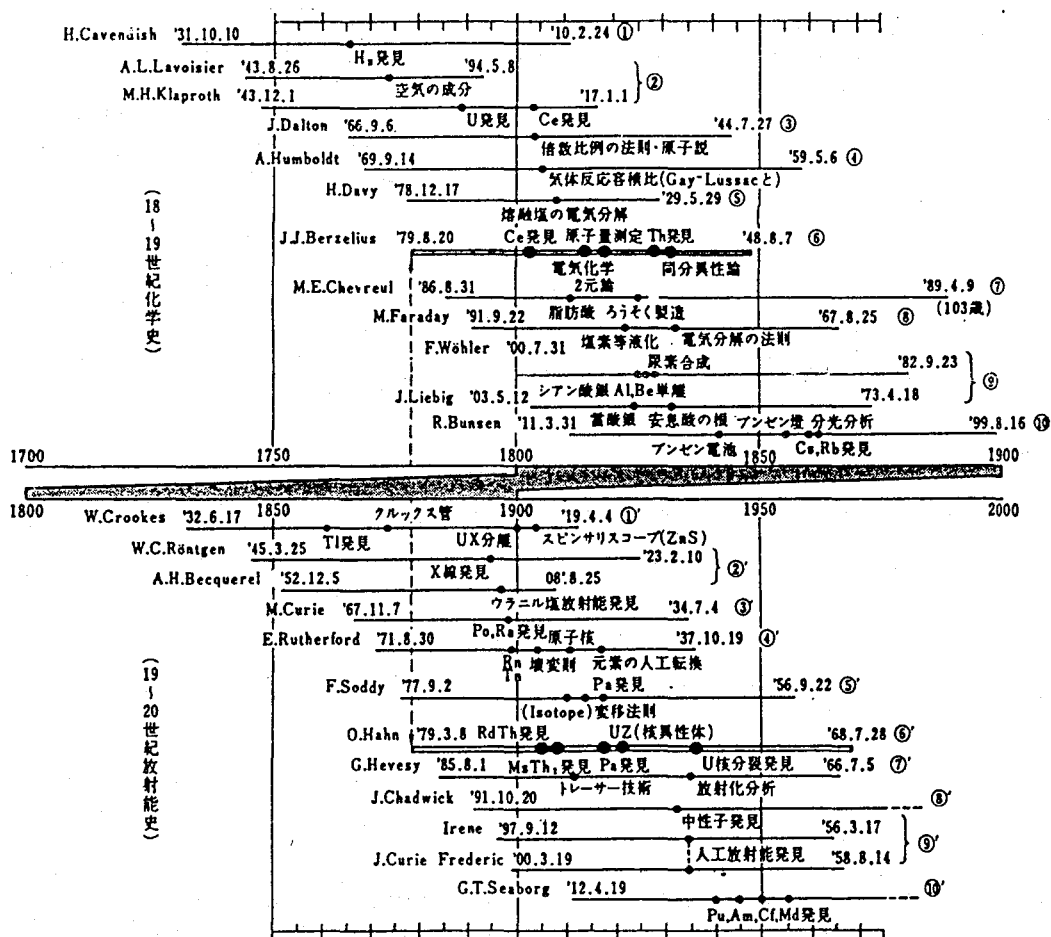 H.Cavendish '31.10.10 '10.2.24 ①
H₂発見
A.L.Lavoisier '43.8.26 '94.5.8
空気の成分
②
M.H.Klaproth '43.12.1 '17.1.1
U発見 Ce発見
J.Dalton '66.9.6. '44.7.27 ③
倍数比例の法則・原子説
A.Humboldt '69.9.14 '59.5.6 ④
気体反応容積比(Gay-Lussacと)
H.Davy '78.12.17 '29.5.29 ⑤
熔融塩の電気分解
J.J.Berzelius '79.8.20 Ce発見 原子量測定 Th発見 '48.8.7 ⑥
電気化学 同分異性論
2元論
M.E.Chevreul '86.8.31 '89.4.9 ⑦
(103歳)
脂肪酸 ろうそく製造
M.Faraday '91.9.22 '67.8.25 ⑧
塩素等液化 電気分解の法則
F.Wöhler '00.7.31
尿素合成 '82.9.23
⑨
シアン酸銀 Al,Be単離
J.Liebig '03.5.12 '73.4.18
雷酸銀 安息酸の根
R.Bunsen '11.3.31 ブンゼン燈 分光分析 '99.8.16 ⑩
ブンゼン電池 Cs,Rb発見
(18~19世紀化学史)
1700 1750 1800 1850 1900
1800 1850 1900 1950 2000
W.Crookes '32.6.17 クルックス管 '19.4.4 ①'
Tl発見 UX分離 スピンサリスコープ(ZnS)
W.C.Röntgen '45.3.25 '23.2.10
X線発見
②'
A.H.Becquerel '52.12.5 08'.8.25
ウラニル塩放射能発見
M.Curie '67.11.7 '34.7.4 ③'
Po,Ra発見
E.Rutherford '71.8.30 原子核 '37.10.19 ④'
Rn 壊変則 元素の人工転換
Tn
F.Soddy '77.9.2 Pa発見 '56.9.22 ⑤'
(Isotope)変移法則
O.Hahn '79.3.8 RdTh発見 UZ(核異性体) '68.7.28 ⑥'
MsTh₁発見 Pa発見 U核分裂発見
G.Hevesy '85.8.1 '66.7.5 ⑦'
トレーサー技術 放射化分析
J.Chadwick '91.10.20 ⑧'
中性子発見
Irene '97.9.12 '56.3.17
人工放射能発見
⑨'
J.Curie Frederic '00.3.19 '58.8.14
G.T.Seaborg '12.4.19 ⑩'
Pu,Am,Cf,Md発見
(19~20世紀放射能史)